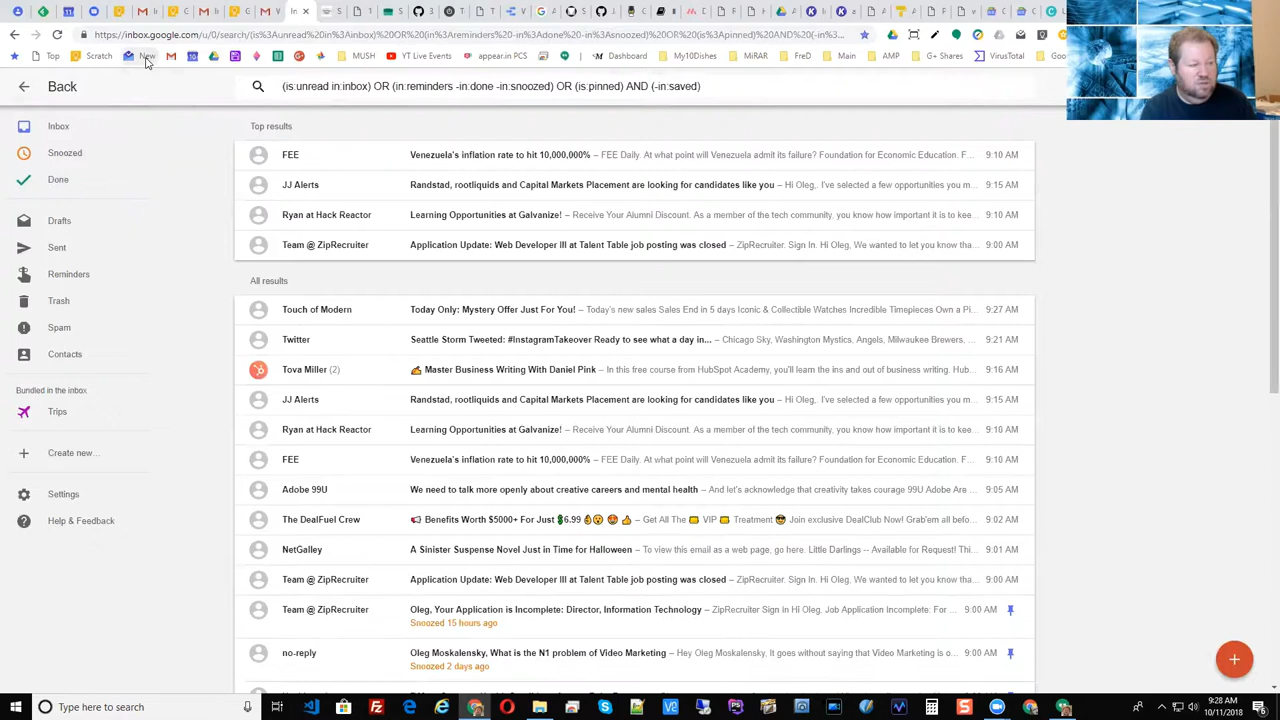 https://inbox.google.com/u/0/search/(is:unread%20in%3Ainbox)%20OR%20(in%3Areminders%20-in%3Adone%20-in%3Asnoozed)%20OR%20(is%3Apinned)%20AND%20(-in%3...
Top
Scratch
New
MUSH
YT Live Events
appear.in PCS
Dashboard
My10Dishes
MiRAR
FreD
Main
AMP
G+ Shares
VirusTotal
Back
(is:unread in:inbox) OR (in:reminders -in:done -in:snoozed) OR (is:pinned) AND (-in:saved)
Inbox
Snoozed
Done
Drafts
Sent
Reminders
Trash
Spam
Contacts
Bundled in the inbox
Trips
Create new...
Settings
Help & Feedback
Top results
FEE Venezuela's inflation rate to hit 10,000,000% – FEE Daily. At what point will Venezuela admit its failure? Foundation for Economic Education. F... 9:10 AM
JJ Alerts Randstad, rootliquids and Capital Markets Placement are looking for candidates like you – Hi Oleg, I've selected a few opportunities you m... 9:15 AM
Ryan at Hack Reactor Learning Opportunities at Galvanize! – Receive Your Alumni Discount. As a member of the tech community, you know how important it is to kee... 9:10 AM
Team @ ZipRecruiter Application Update: Web Developer III at Talent Table job posting was closed – ZipRecruiter. Sign In. Hi Oleg, We wanted to let you know tha... 9:00 AM
All results
Touch of Modern Today Only: Mystery Offer Just For You! – Today's new sales Sales End in 5 days Iconic & Collectible Watches Incredible Timepieces Own a Pi... 9:27 AM
Twitter Seattle Storm Tweeted: #InstagramTakeover Ready to see what a day in... – Chicago Sky, Washington Mystics, Angels, Milwaukee Brewers, ... 9:21 AM
Tova Miller (2) ✍ Master Business Writing With Daniel Pink – In this free course from HubSpot Academy, you'll learn the ins and out of business writing. Hub... 9:16 AM
JJ Alerts Randstad, rootliquids and Capital Markets Placement are looking for candidates like you – Hi Oleg, I've selected a few opportunities you m... 9:15 AM
Ryan at Hack Reactor Learning Opportunities at Galvanize! – Receive Your Alumni Discount. As a member of the tech community, you know how important it is to kee... 9:10 AM
FEE Venezuela's inflation rate to hit 10,000,000% – FEE Daily. At what point will Venezuela admit its failure? Foundation for Economic Education. F... 9:10 AM
Adobe 99U We need to talk more openly about creative careers and mental health – And let's acknowledge that creativity takes courage 99U Adobe Are ... 9:05 AM
The DealFuel Crew Benefits Worth $5000+ For Just 💲6.99 – Get All The VIP Treatment 😎 Join exclusive DealClub Now! Grab'em all befo... 9:02 AM
NetGalley A Sinister Suspense Novel Just in Time for Halloween – To view this email as a web page, go here. Little Darlings -- Available for Request! Thi... 9:01 AM
Team @ ZipRecruiter Application Update: Web Developer III at Talent Table job posting was closed – ZipRecruiter. Sign In. Hi Oleg, We wanted to let you know tha... 9:00 AM
Team @ ZipRecruiter Oleg, Your Application is Incomplete: Director, Information Technology – ZipRecruiter Sign In Hi Oleg, Job Application Incomplete: For ... 9:00 AM
Snoozed 15 hours ago
no-reply Oleg Moskalensky, What is the N1 problem of Video Marketing – Hey Oleg Moskalensky, It goes without saying that Video Marketing is o... 9:00 AM
Snoozed 2 days ago
Type here to search
9:28 AM
10/11/2018